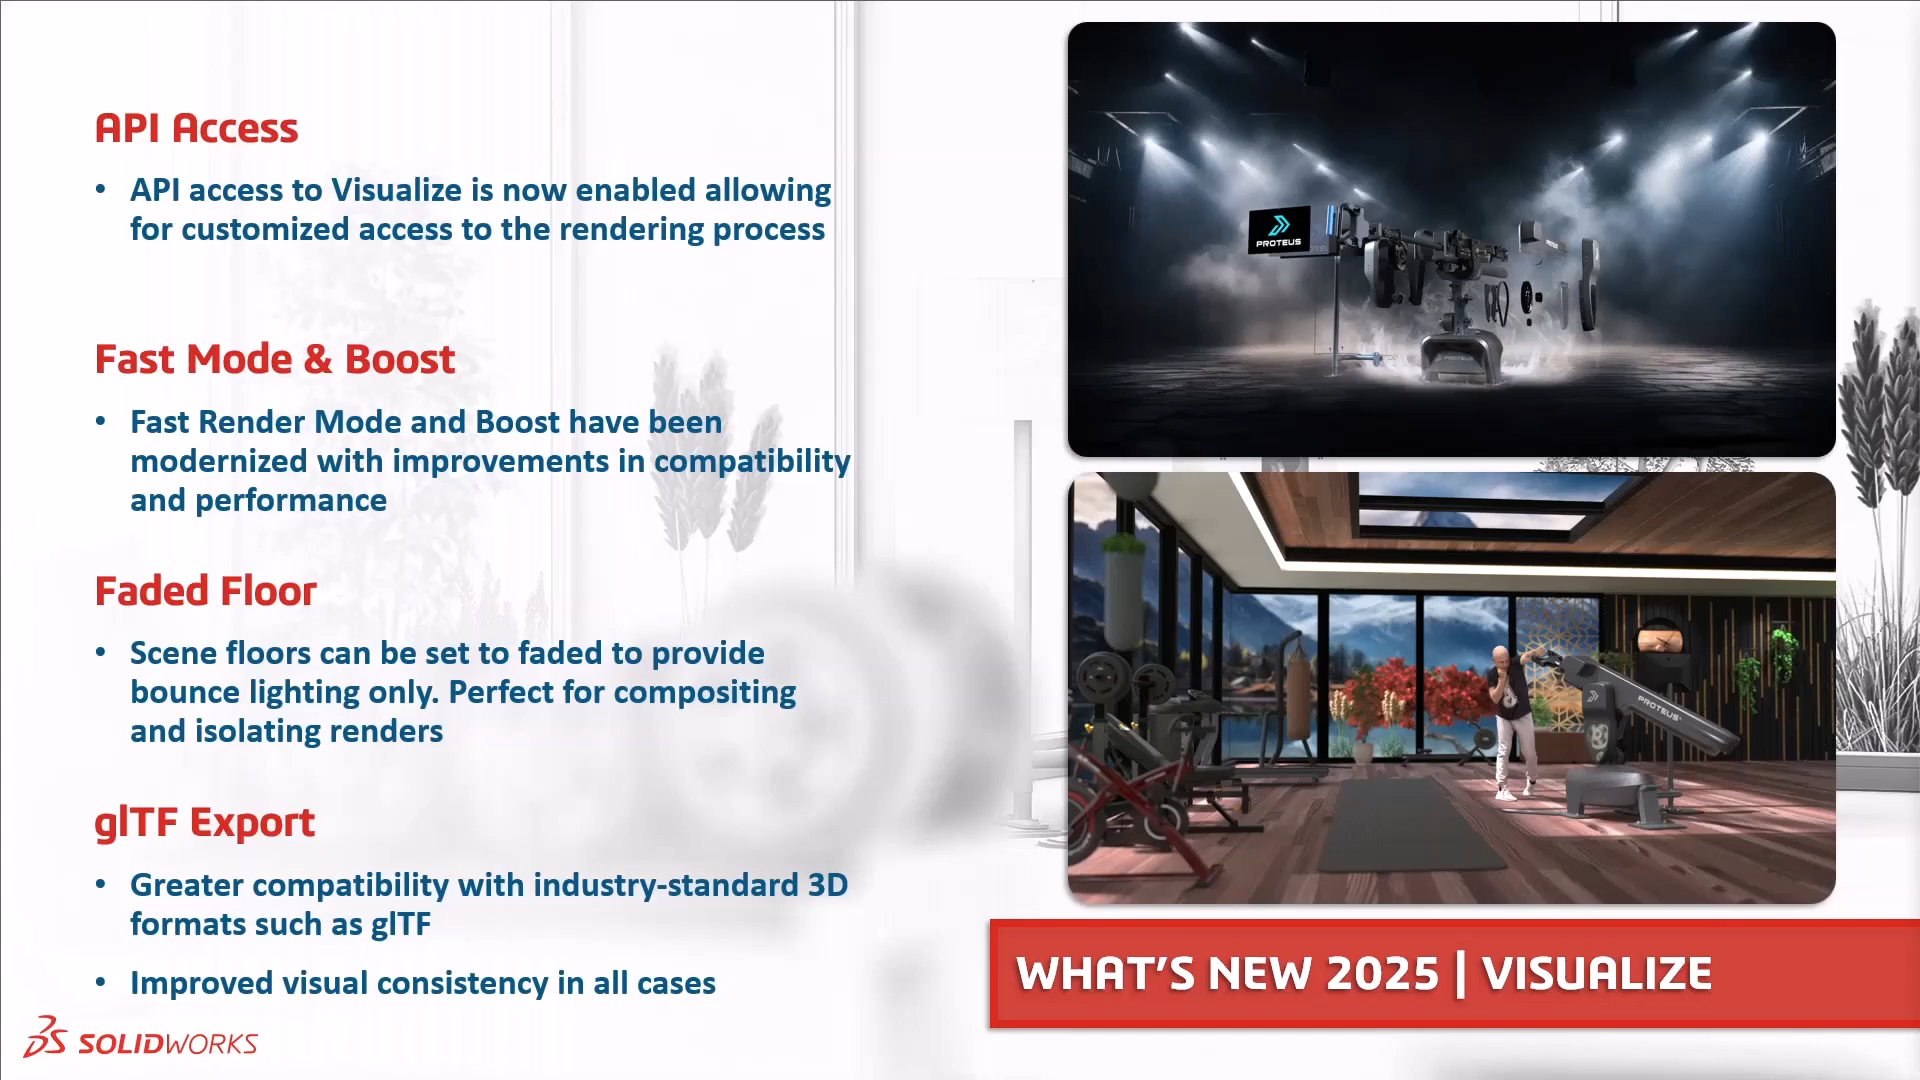 API Access
• API access to Visualize is now enabled allowing
for customized access to the rendering process
Fast Mode & Boost
• Fast Render Mode and Boost have been
modernized with improvements in compatibility
and performance
Faded Floor
• Scene floors can be set to faded to provide
bounce lighting only. Perfect for compositing
and isolating renders
glTF Export
• Greater compatibility with industry-standard 3D
formats such as glTF
• Improved visual consistency in all cases
SOLIDWORKS
PROTEUS
PROTEUS
PROTEUS
PROTEUS
WHAT'S NEW 2025 | VISUALIZE